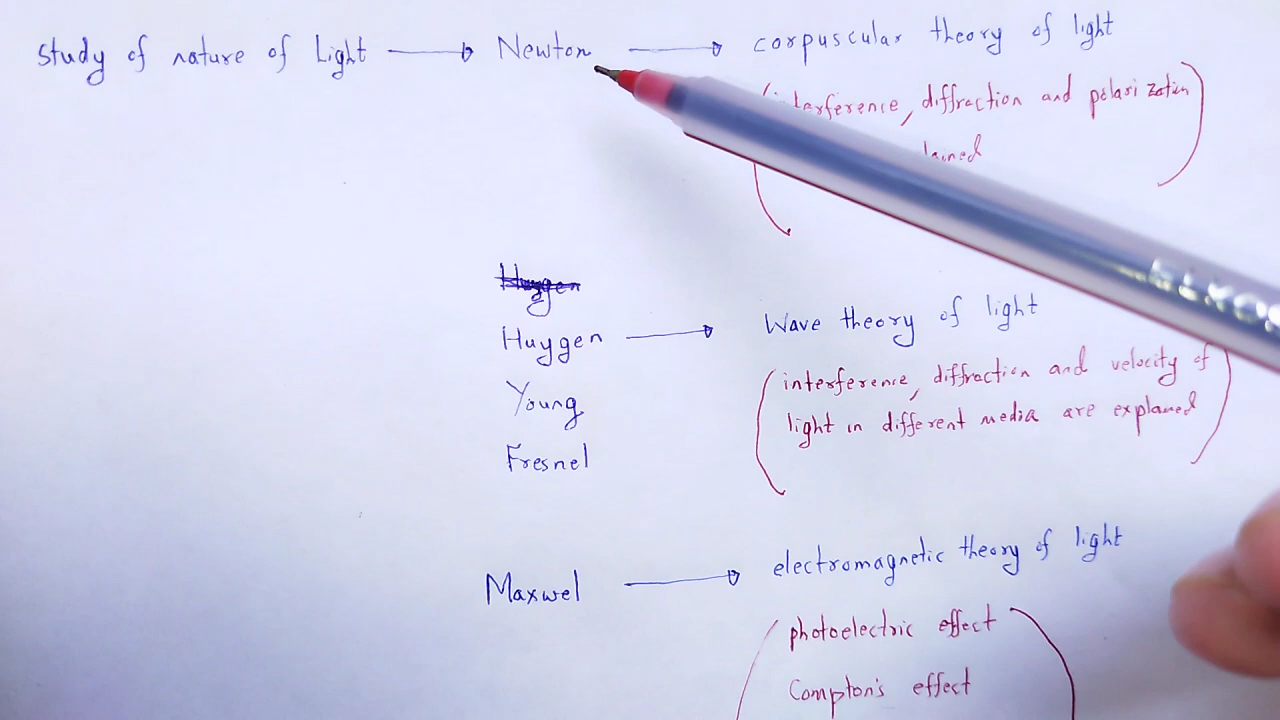 Study of nature of Light → Newton → corpuscular theory of light
interference, diffraction and polarization
lained
Huygen
Huygen → Wave theory of light
interference, diffraction and velocity of
light in different media are explained
Young
Fresnel
Maxwel → electromagnetic theory of light
photoelectric effect
Compton's effect